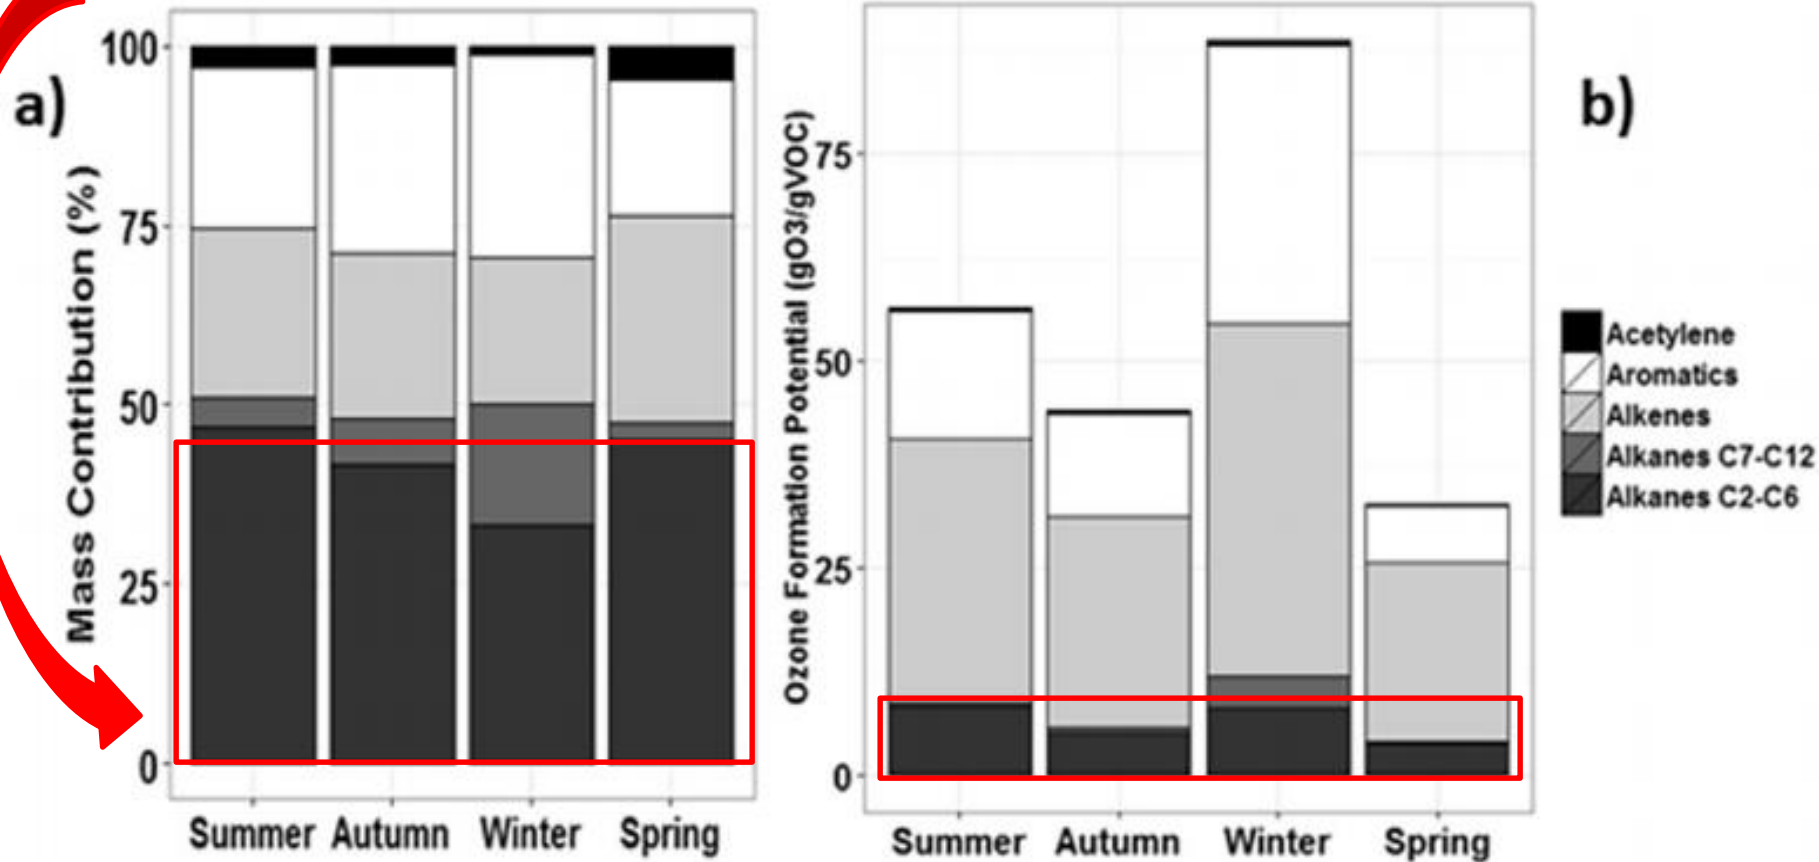 a)
Mass Contribution (%)
100
75
50
25
0
Summer Autumn Winter Spring
b)
Ozone Formation Potential (gO3/gVOC)
75
50
25
0
Summer Autumn Winter Spring
Acetylene
Aromatics
Alkenes
Alkanes C7-C12
Alkanes C2-C6